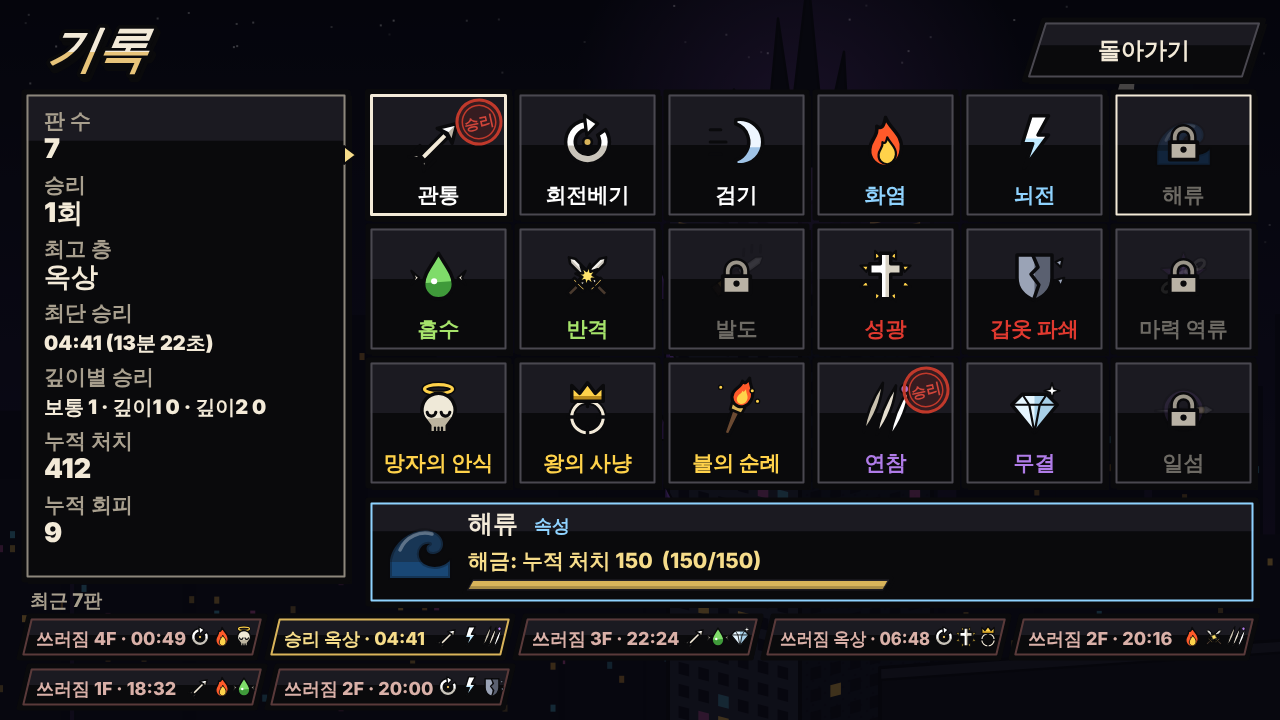 기록
돌아가기
판 수
7
승리
1회
최고 층
옥상
최단 승리
04:41 (13분 22초)
깊이별 승리
보통 1 · 깊이1 0 · 깊이2 0
누적 처치
412
누적 회피
9
승리
관통
회전베기
검기
화염
뇌전
해류
흡수
반격
발도
성광
갑옷 파쇄
마력 역류
승리
망자의 안식
왕의 사냥
불의 순례
연참
무결
일섬
해류 속성
해금: 누적 처치 150 (150/150)
최근 7판
쓰러짐 4F · 00:49
승리 옥상 · 04:41
쓰러짐 3F · 22:24
쓰러짐 옥상 · 06:48
쓰러짐 2F · 20:16
쓰러짐 1F · 18:32
쓰러짐 2F · 20:00